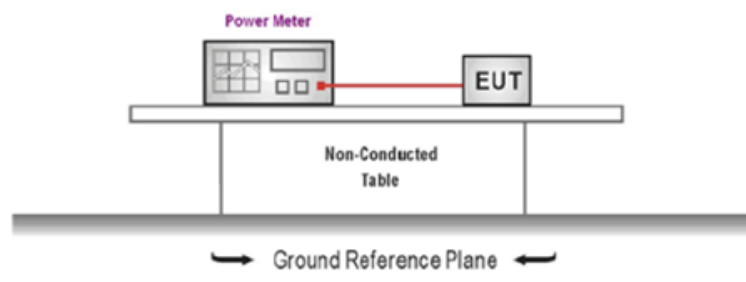 Power Meter
EUT
Non-Conducted
Table
Ground Reference Plane